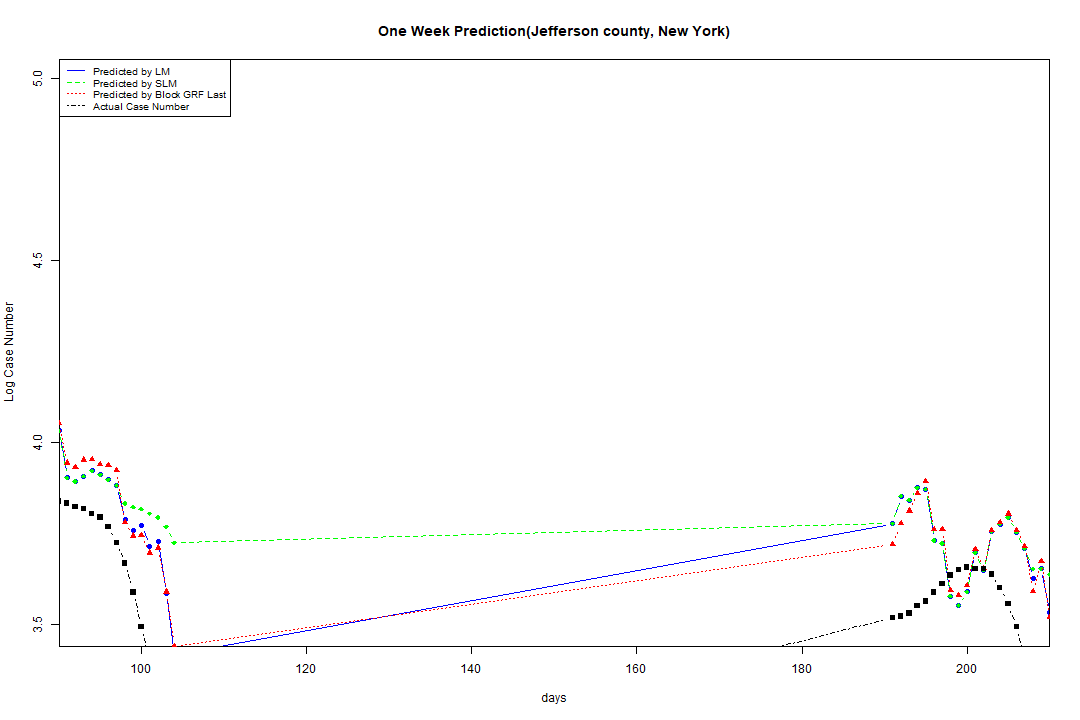 One Week Prediction(Jefferson county, New York)
Predicted by LM
Predicted by SLM
Predicted by Block GRF Last
Actual Case Number
5.0
4.5
4.0
3.5
Log Case Number
100 120 140 160 180 200
days